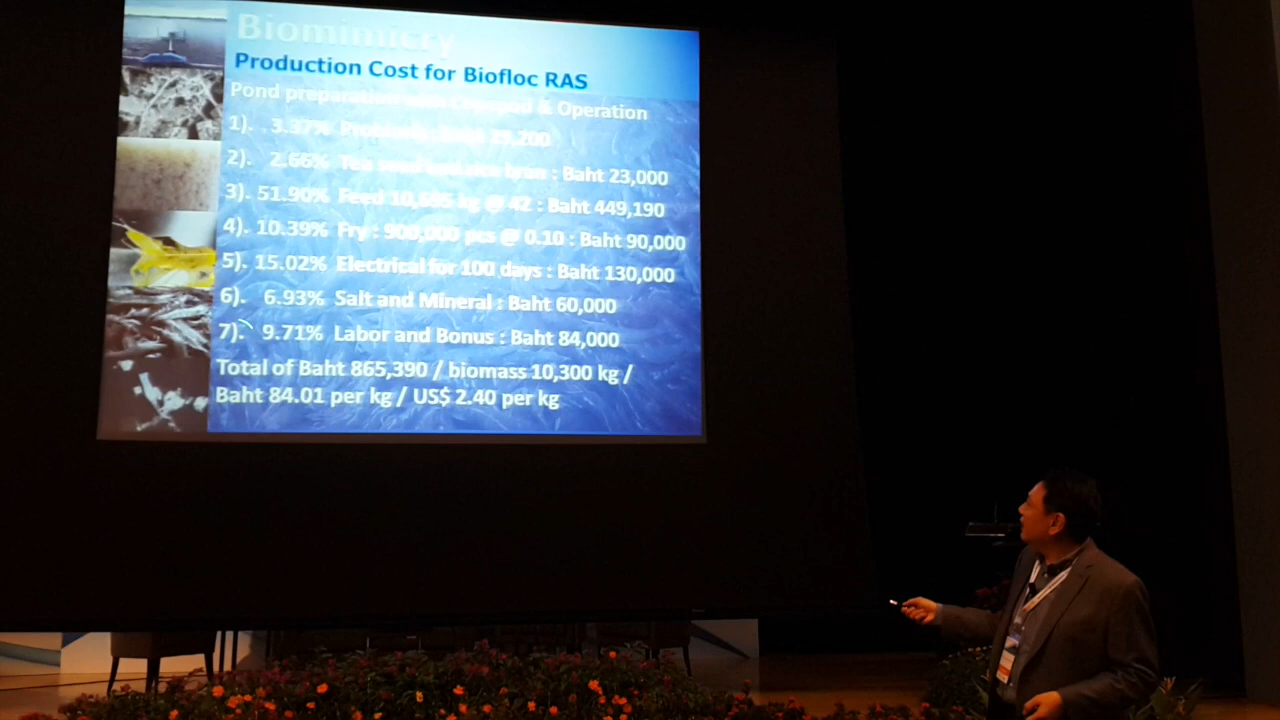 Biomimicry
Production Cost for Biofloc RAS
Pond preparation with Copepod & Operation
1). 3.37% Probiotic : Baht 29,200
2). 2.66% Tea seed and rice bran : Baht 23,000
3). 51.90% Feed 10,695 kg @ 42 : Baht 449,190
4). 10.39% Fry : 900,000 pcs @ 0.10 : Baht 90,000
5). 15.02% Electrical for 100 days : Baht 130,000
6). 6.93% Salt and Mineral : Baht 60,000
7). 9.71% Labor and Bonus : Baht 84,000
Total of Baht 865,390 / biomass 10,300 kg /
Baht 84.01 per kg / US$ 2.40 per kg